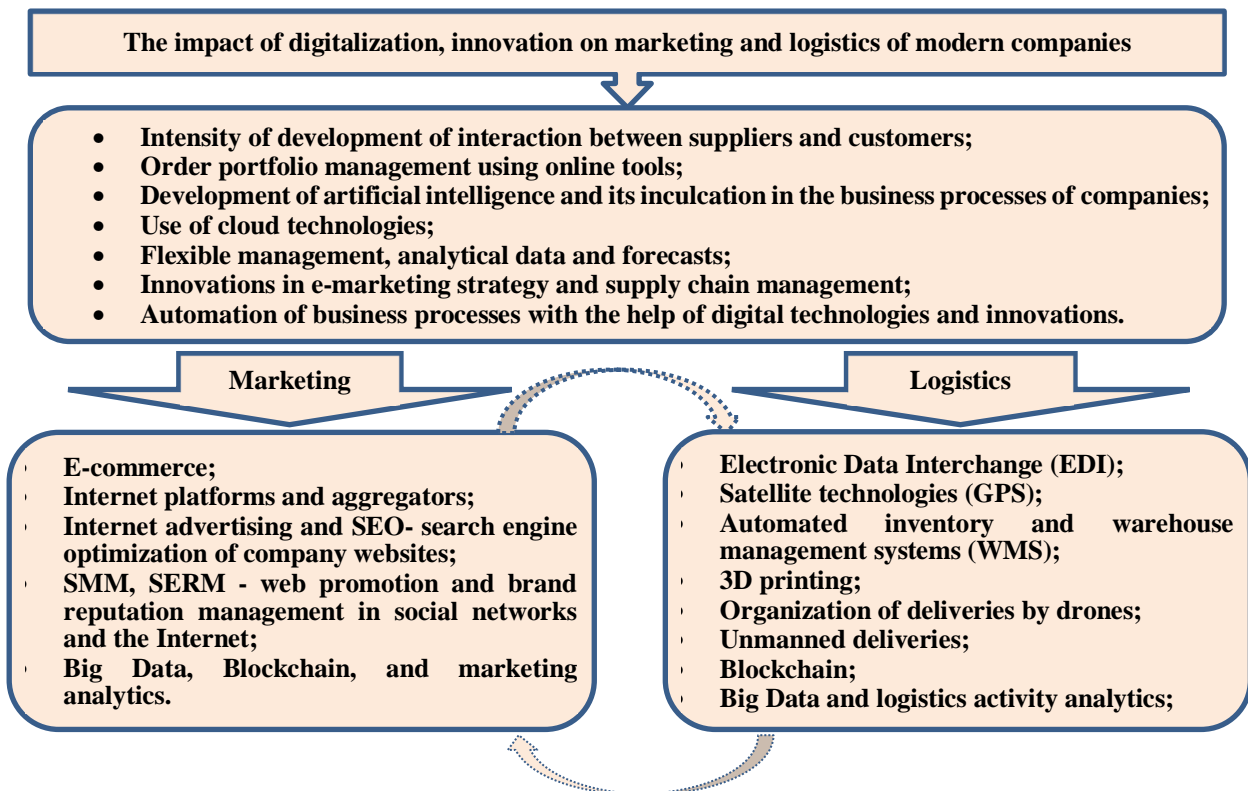 The impact of digitalization, innovation on marketing and logistics of modern companies
• Intensity of development of interaction between suppliers and customers;
• Order portfolio management using online tools;
• Development of artificial intelligence and its inculcation in the business processes of companies;
• Use of cloud technologies;
• Flexible management, analytical data and forecasts;
• Innovations in e-marketing strategy and supply chain management;
• Automation of business processes with the help of digital technologies and innovations.
Marketing
E-commerce;
Internet platforms and aggregators;
Internet advertising and SEO- search engine
optimization of company websites;
SMM, SERM - web promotion and brand
reputation management in social networks
and the Internet;
Big Data, Blockchain, and marketing
analytics.
Logistics
Electronic Data Interchange (EDI);
Satellite technologies (GPS);
Automated inventory and warehouse
management systems (WMS);
3D printing;
Organization of deliveries by drones;
Unmanned deliveries;
Blockchain;
Big Data and logistics activity analytics;